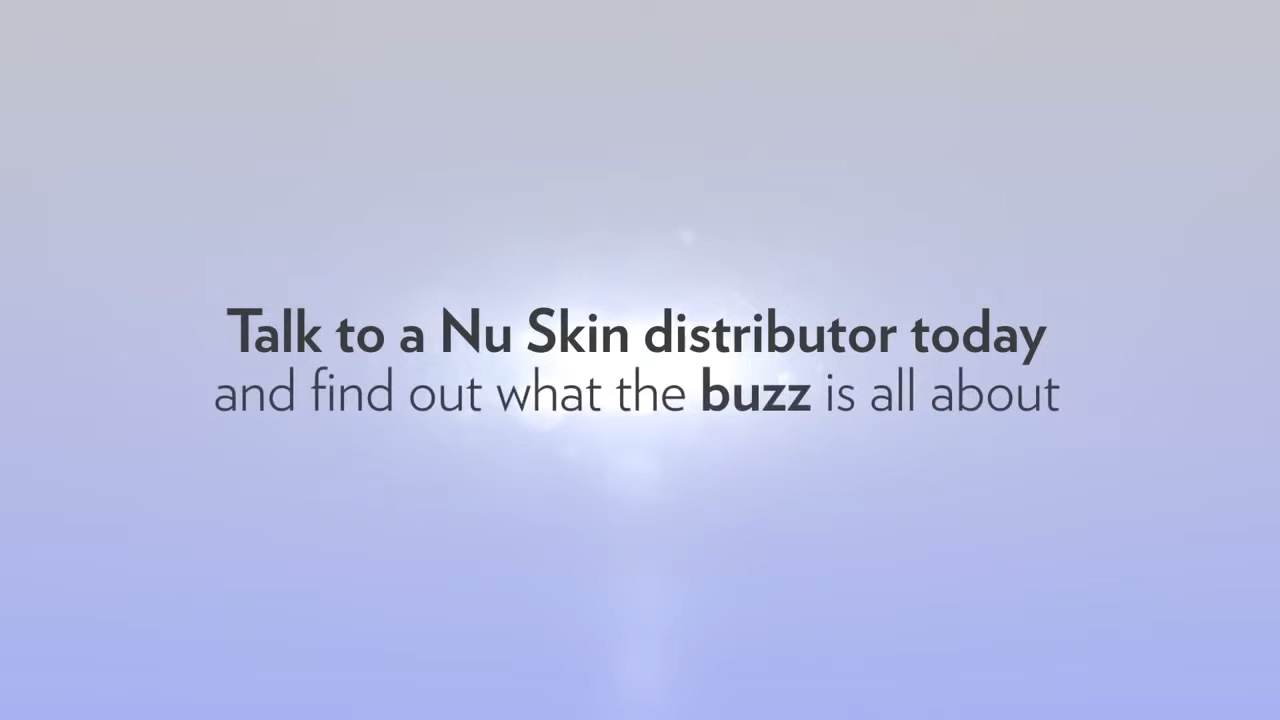 Talk to a Nu Skin distributor today
and find out what the buzz is all about